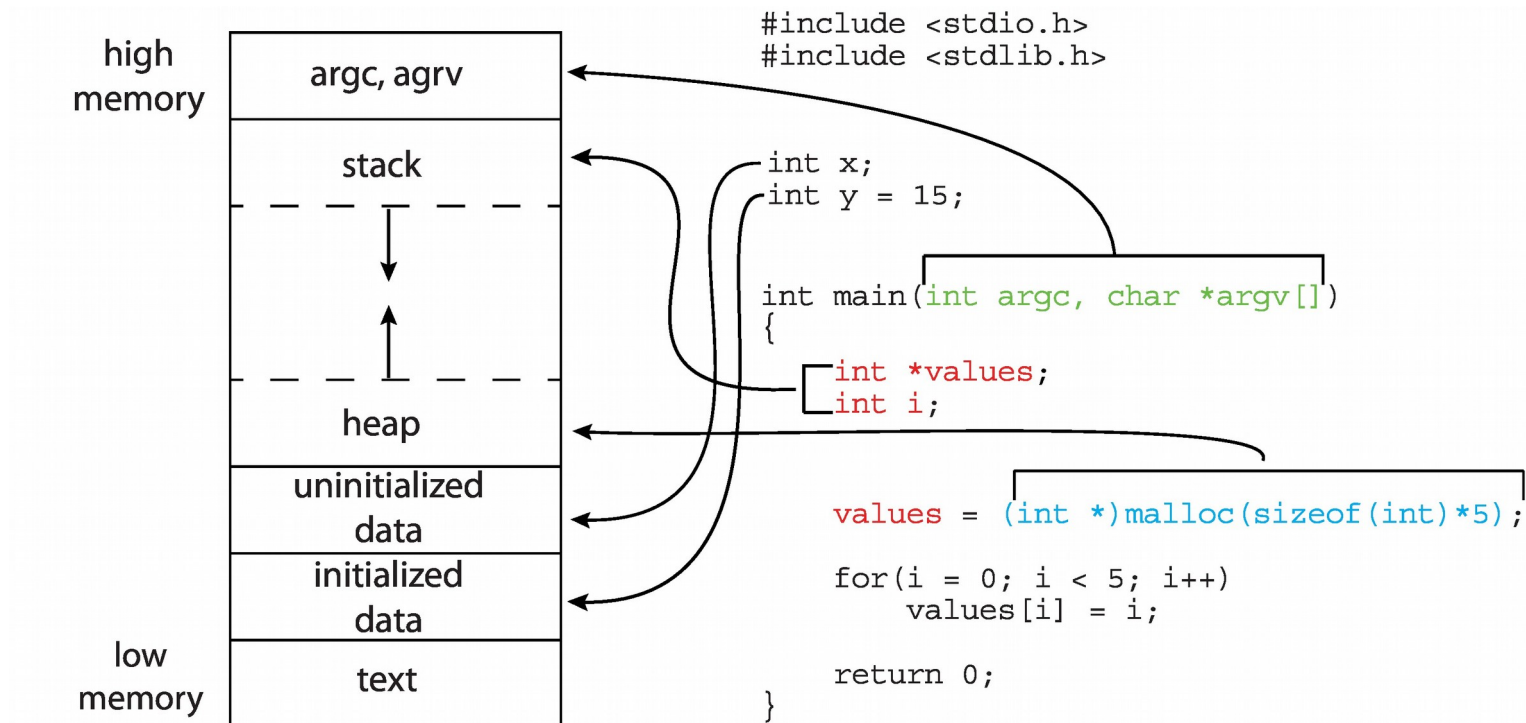 high
memory
argc, agrv
stack
heap
uninitialized
data
initialized
data
low
memory
text
#include <stdio.h>
#include <stdlib.h>
int x;
int y = 15;
int main(int argc, char *argv[])
{
int *values;
int i;
values = (int *)malloc(sizeof(int)*5);
for(i = 0; i < 5; i++)
values[i] = i;
return 0;
}